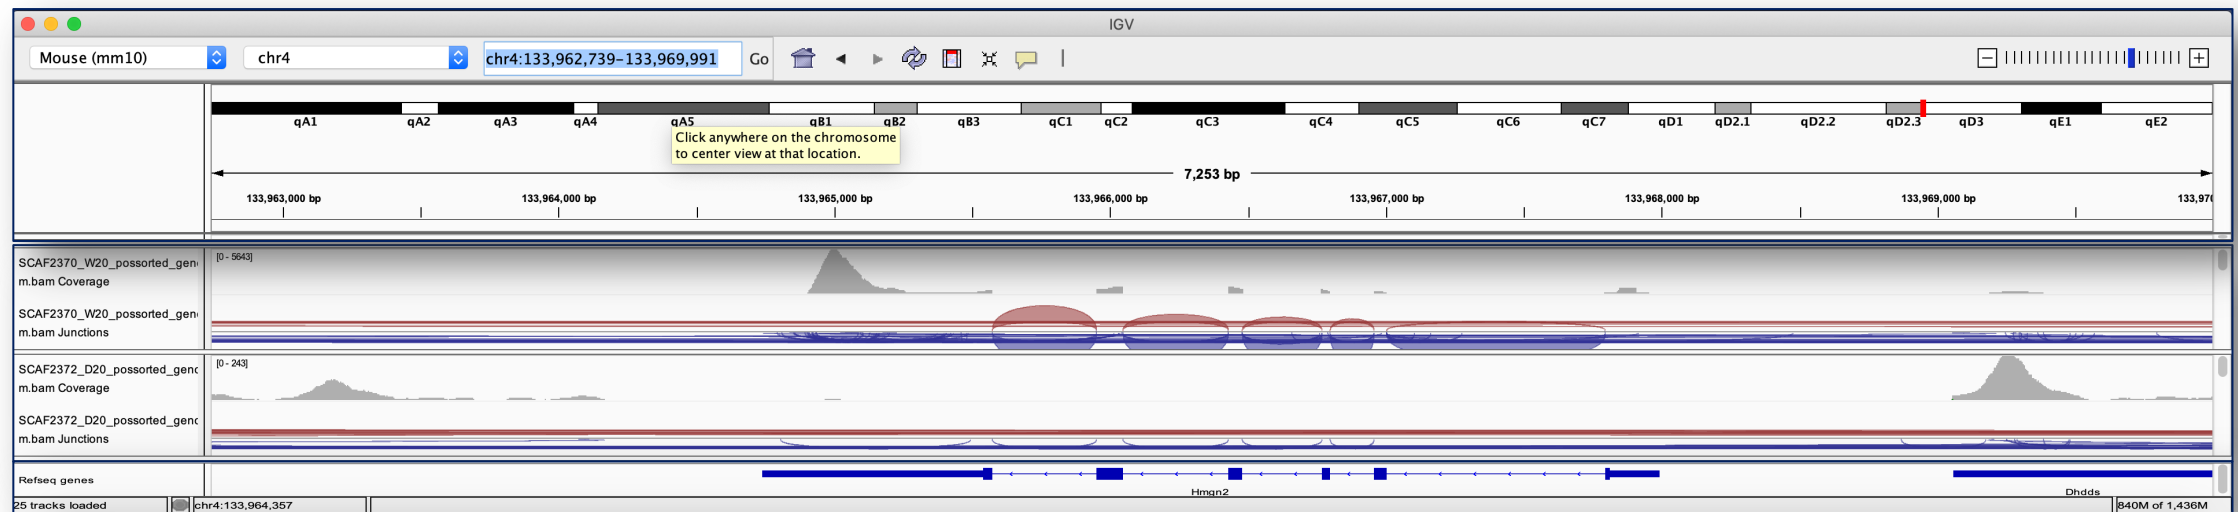 IGV
Mouse (mm10) chr4 chr4:133,962,739-133,969,991 Go
qA1 qA2 qA3 qA4 qA5 qB1 qB2 qB3 qC1 qC2 qC3 qC4 qC5 qC6 qC7 qD1 qD2.1 qD2.2 qD2.3 qD3 qE1 qE2
Click anywhere on the chromosome
to center view at that location.
7,253 bp
133,963,000 bp 133,964,000 bp 133,965,000 bp 133,966,000 bp 133,967,000 bp 133,968,000 bp 133,969,000 bp 133,970
SCAF2370_W20_possorted_gen [0 - 5643]
m.bam Coverage
SCAF2370_W20_possorted_gen
m.bam Junctions
SCAF2372_D20_possorted_geno [0 - 243]
m.bam Coverage
SCAF2372_D20_possorted_geno
m.bam Junctions
Refseq genes
Hmgn2 Dhdds
25 tracks loaded chr4:133,964,357 840M of 1,436M